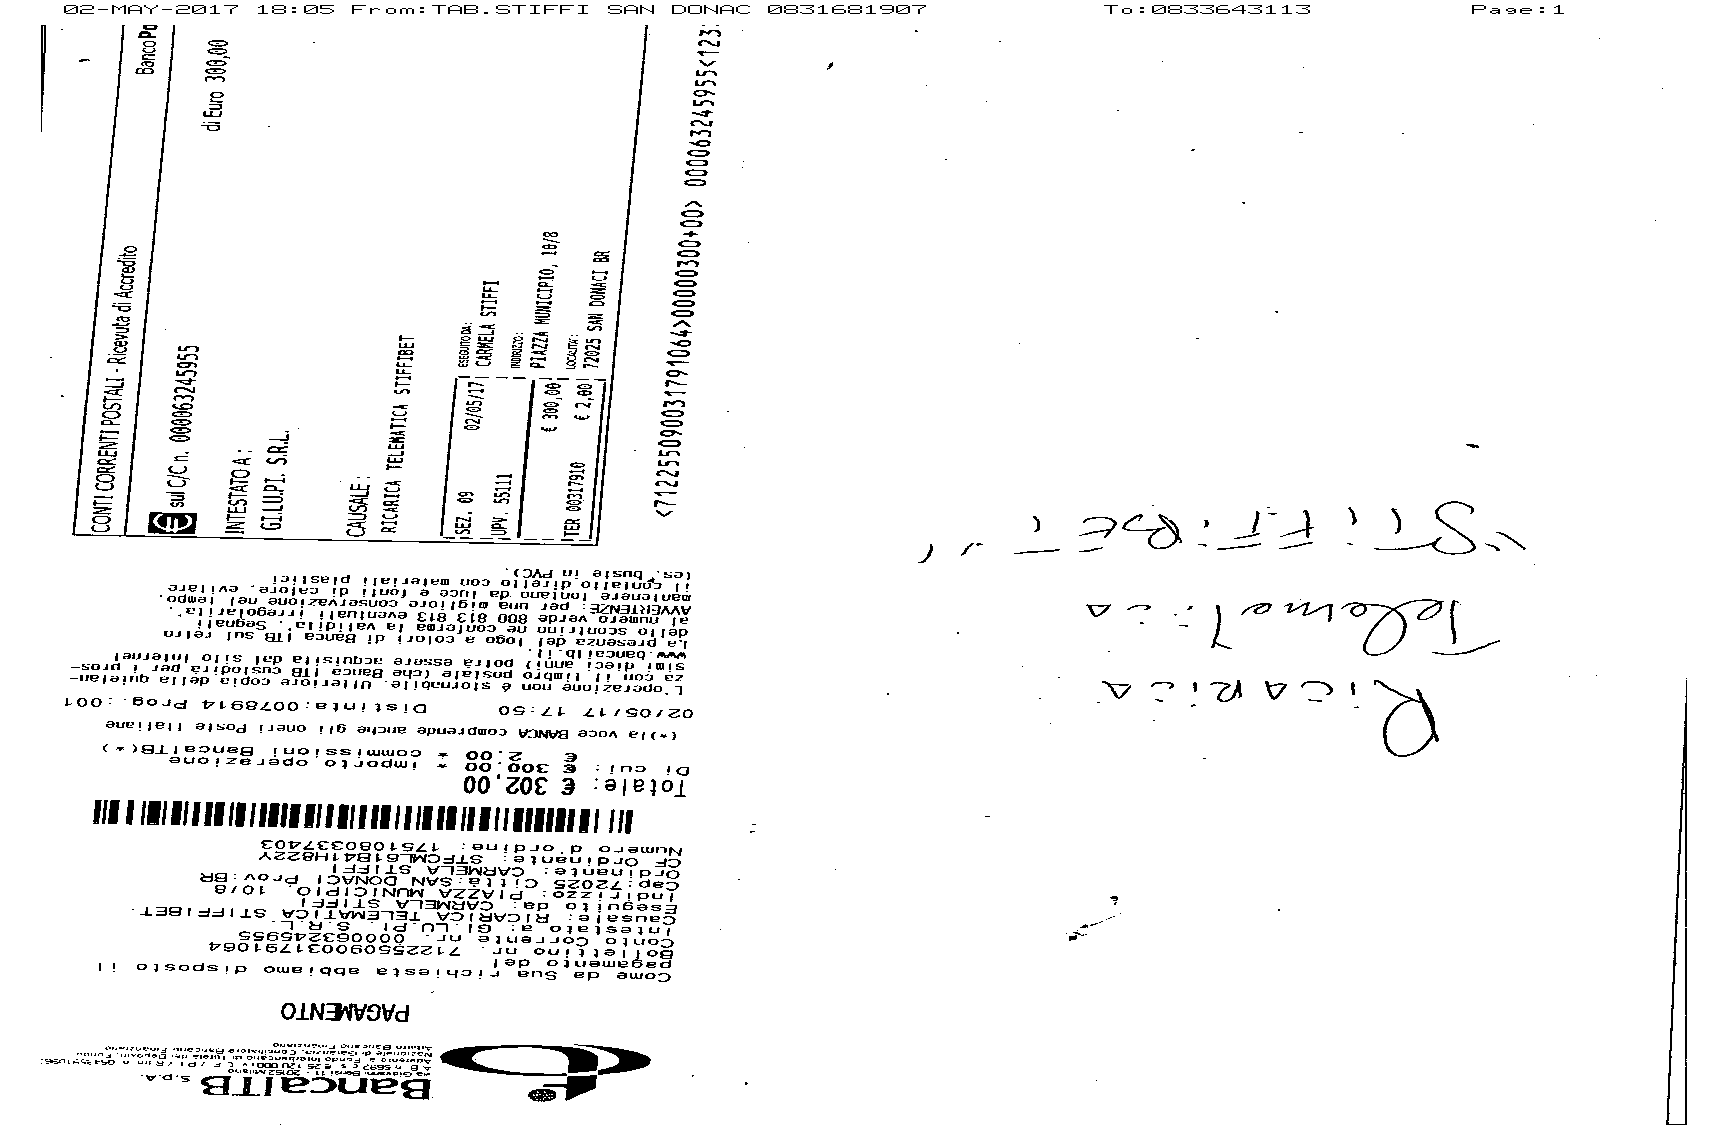 02-MAY-2017 18:05 From:TAB.STIFFI SAN DONAC 0831681907 To:0833643113 Page:1
CONTI CORRENTI POSTALI - Ricevuta di Accredito BancoPo
sul C/C n. 000063245955 di Euro 300,00
INTESTATO A:
GI.LU.PI. S.R.L.
CAUSALE:
RICARICA TELEMATICA STIFFIBET
SEZ. 09 02/05/17
UPV. 55111
€ 300,00
TER 00317910 € 2,00
ESEGUITO DA:
CARMELA STIFFI
INDIRIZZO:
PIAZZA MUNICIPIO, 10/8
LOCALITA':
72025 SAN DONACI BR
<712255090031791064>00000300+00> 000063245955<123
BancaITB S.p.A.
PAGAMENTO
Come da Sua richiesta abbiamo disposto il
pagamento del
Bollettino nr. 712255090031791064
Conto Corrente nr. 000063245955
Intestato a: GI.LU.PI. S.R.L.
Causale: RICARICA TELEMATICA STIFFIBET.
Eseguito da: CARMELA STIFFI
Indirizzo: PIAZZA MUNICIPIO, 10/8
Cap:72025 Città:SAN DONACI Prov:BR
Ordinante: CARMELA STIFFI
CF Ordinante: STFCML61B41H822Y
Numero d'ordine: 1751080337403
Totale: € 302,00
Di cui: € 300,00 * importo operazione
€ 2,00 * commissioni BancaITB(*)
(*)la voce BANCA comprende anche gli oneri Poste Italiane
02/05/17 17:50 Distinta:0078914 Prog.:001
L'operazione non è stornabile. Ulteriore copia della quietan-
za con il timbro postale (che Banca ITB custodirà per i pros-
simi dieci anni) potrà essere acquisita dal sito Internet
www.bancaitb.it.
La presenza del logo a colori di Banca ITB sul retro
dello scontrino ne conferma la validita'. Segnali
al numero verde 800 813 813 eventuali irregolarita'.
AVVERTENZE: per una migliore conservazione nel tempo,
mantenere lontano da luce e fonti di calore, evitare
il contatto diretto con materiali plastici
(es. buste in PVC).
Ricarica
Telematica
"STiFFiBET"